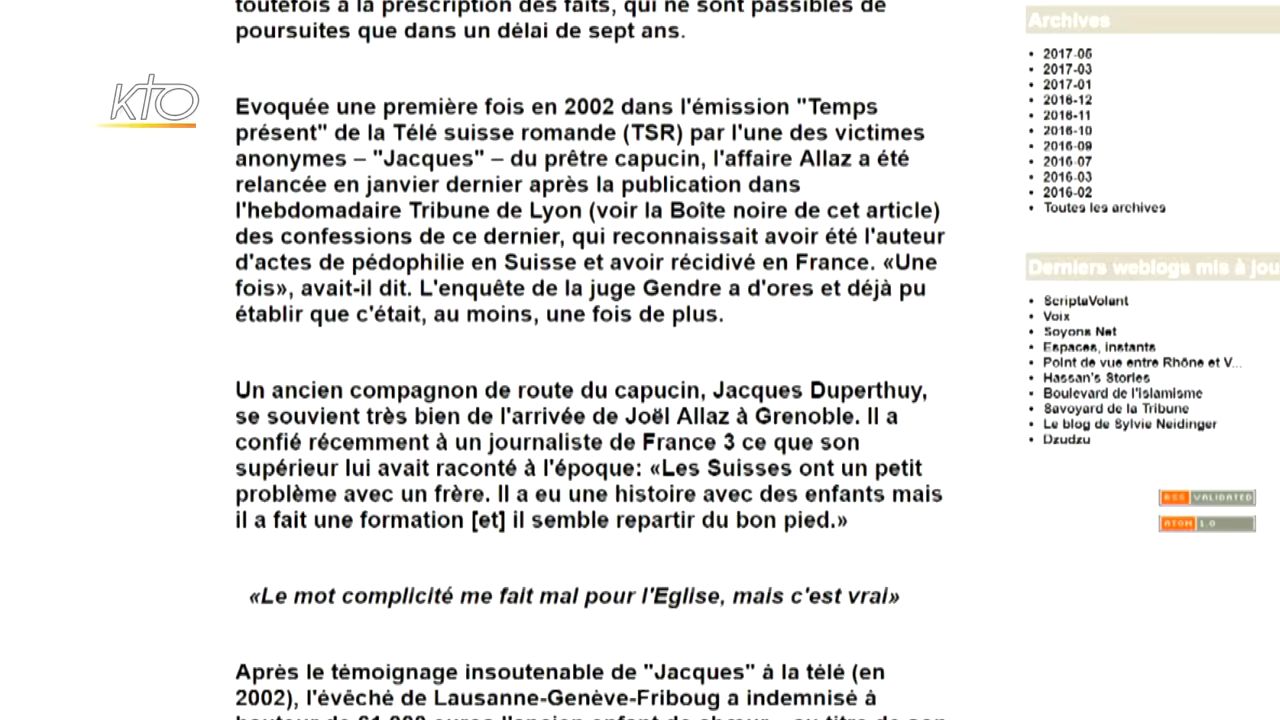 toutefois à la prescription des faits, qui ne sont passibles de
poursuites que dans un délai de sept ans.
KTO
Evoquée une première fois en 2002 dans l'émission "Temps
présent" de la Télé suisse romande (TSR) par l'une des victimes
anonymes – "Jacques" – du prêtre capucin, l'affaire Allaz a été
relancée en janvier dernier après la publication dans
l'hebdomadaire Tribune de Lyon (voir la Boîte noire de cet article)
des confessions de ce dernier, qui reconnaissait avoir été l'auteur
d'actes de pédophilie en Suisse et avoir récidivé en France. «Une
fois», avait-il dit. L'enquête de la juge Gendre a d'ores et déjà pu
établir que c'était, au moins, une fois de plus.
Un ancien compagnon de route du capucin, Jacques Duperthuy,
se souvient très bien de l'arrivée de Joël Allaz à Grenoble. Il a
confié récemment à un journaliste de France 3 ce que son
supérieur lui avait raconté à l'époque: «Les Suisses ont un petit
problème avec un frère. Il a eu une histoire avec des enfants mais
il a fait une formation [et] il semble repartir du bon pied.»
«Le mot complicité me fait mal pour l'Eglise, mais c'est vrai»
Après le témoignage insoutenable de "Jacques" à la télé (en
2002), l'évêché de Lausanne-Genève-Friboug a indemnisé à
Archives
• 2017-06
• 2017-03
• 2017-01
• 2016-12
• 2016-11
• 2016-10
• 2016-09
• 2016-07
• 2016-03
• 2016-02
• Toutes les archives
Derniers weblogs mis à jou
• ScriptaVolant
• Voix
• Soyons Net
• Espaces, instants
• Point de vue entre Rhône et V...
• Hassan's Stories
• Boulevard de l'Islamisme
• Savoyard de la Tribune
• Le blog de Sylvie Neidinger
• Dzudzu
RSS VALIDATED
ATOM 1.0